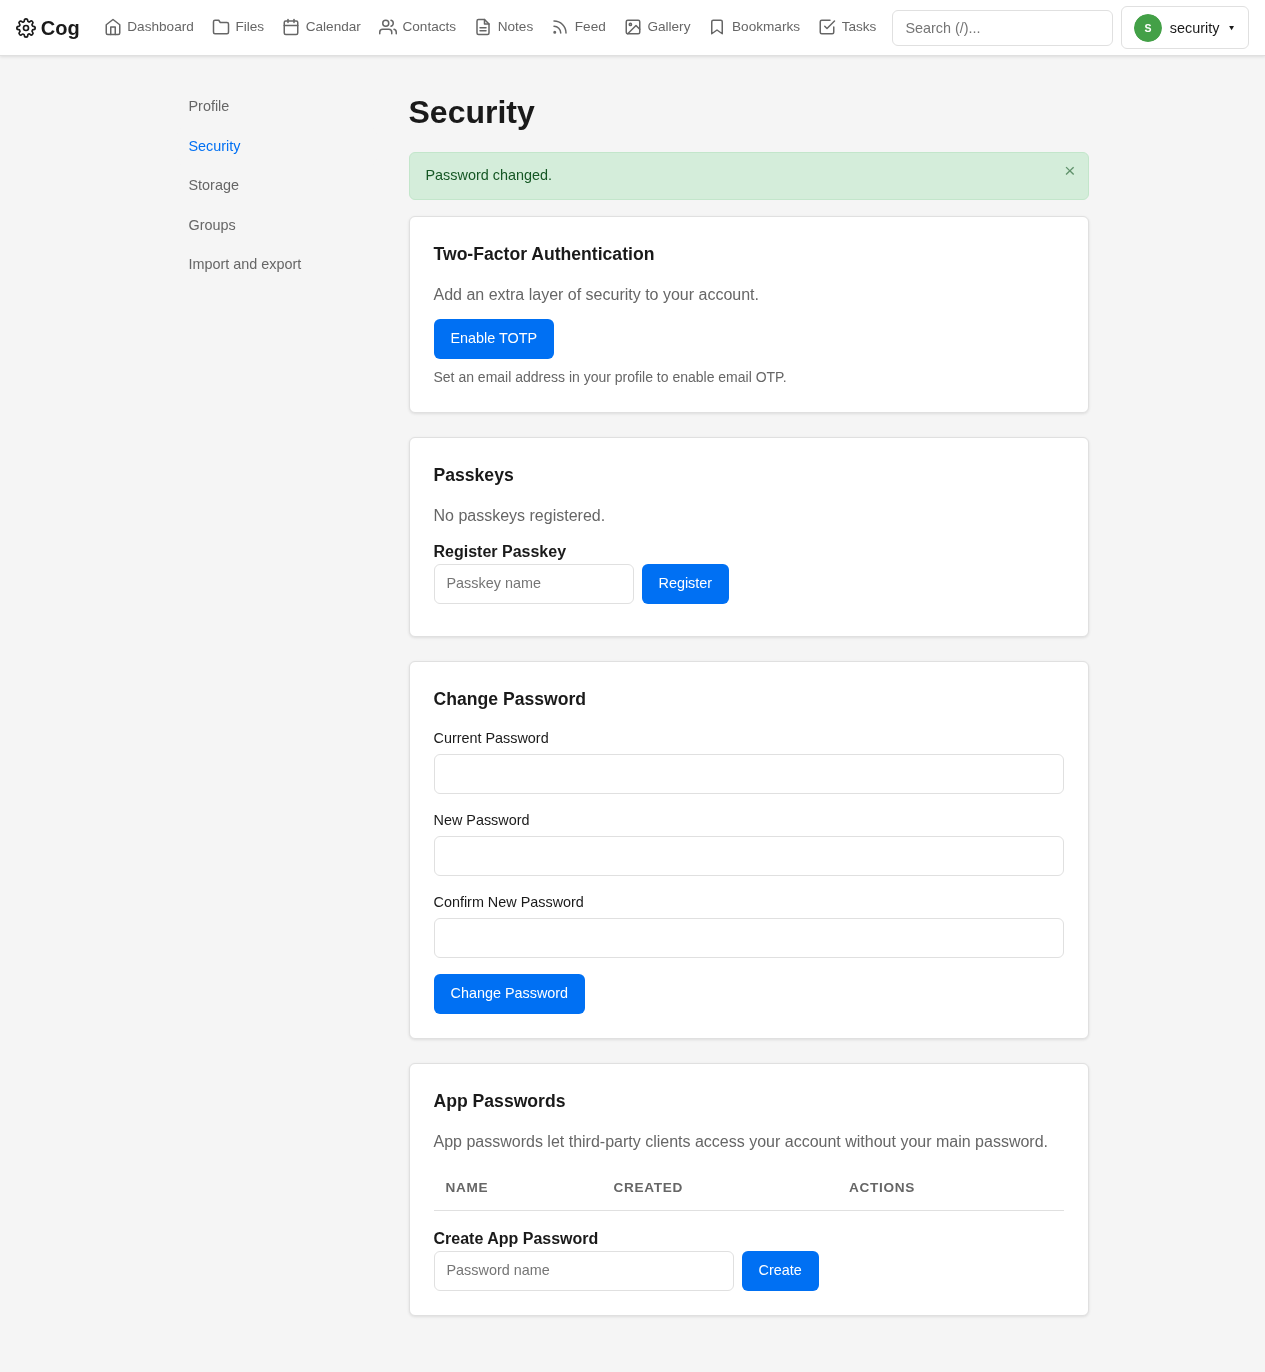 Cog Dashboard Files Calendar Contacts Notes Feed Gallery Bookmarks Tasks Search (/)... S security ▾
Profile
Security
Storage
Groups
Import and export
Security
Password changed. ×
Two-Factor Authentication
Add an extra layer of security to your account.
Enable TOTP
Set an email address in your profile to enable email OTP.
Passkeys
No passkeys registered.
Register Passkey
Passkey name Register
Change Password
Current Password
New Password
Confirm New Password
Change Password
App Passwords
App passwords let third-party clients access your account without your main password.
NAME CREATED ACTIONS
Create App Password
Password name Create